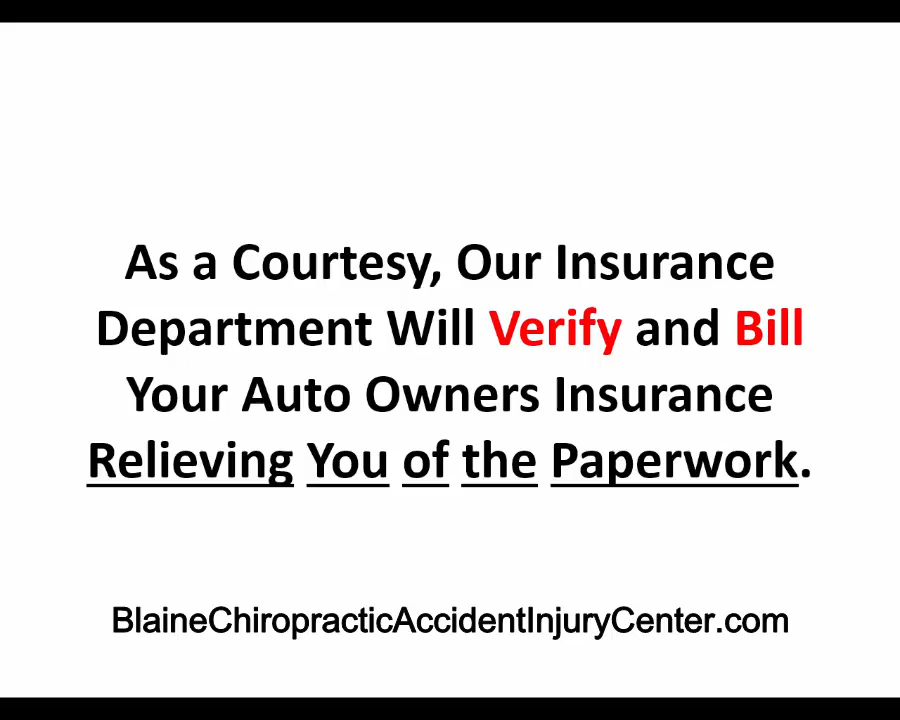 As a Courtesy, Our Insurance
Department Will Verify and Bill
Your Auto Owners Insurance
Relieving You of the Paperwork.
BlaineChiropracticAccidentInjuryCenter.com